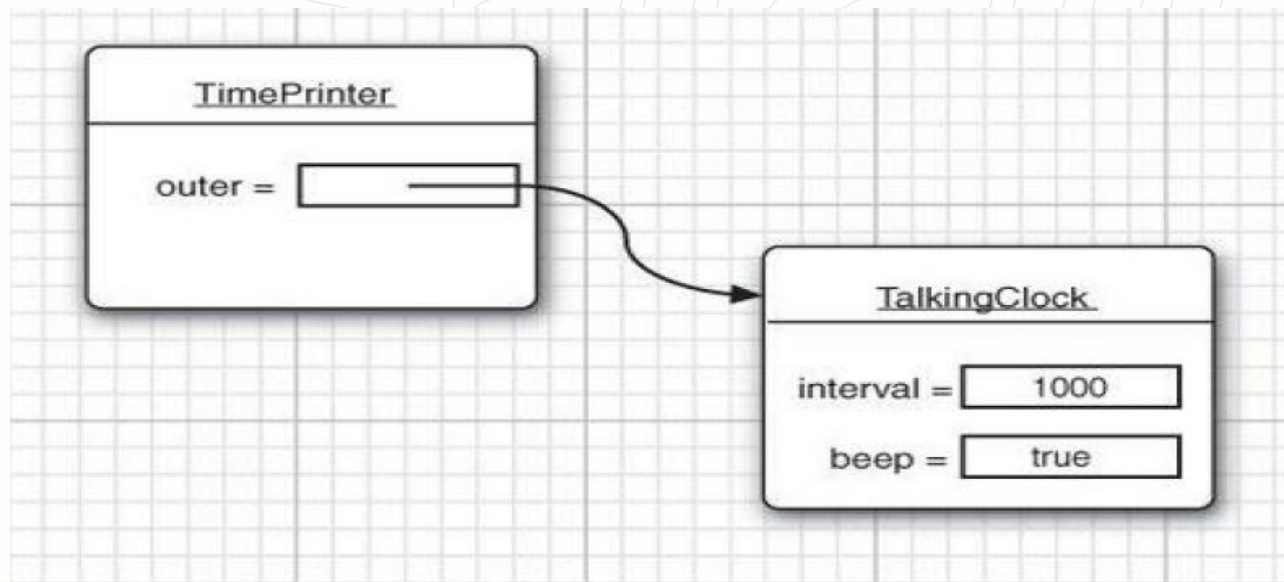 TimePrinter
outer =
TalkingClock
interval = 1000
beep = true